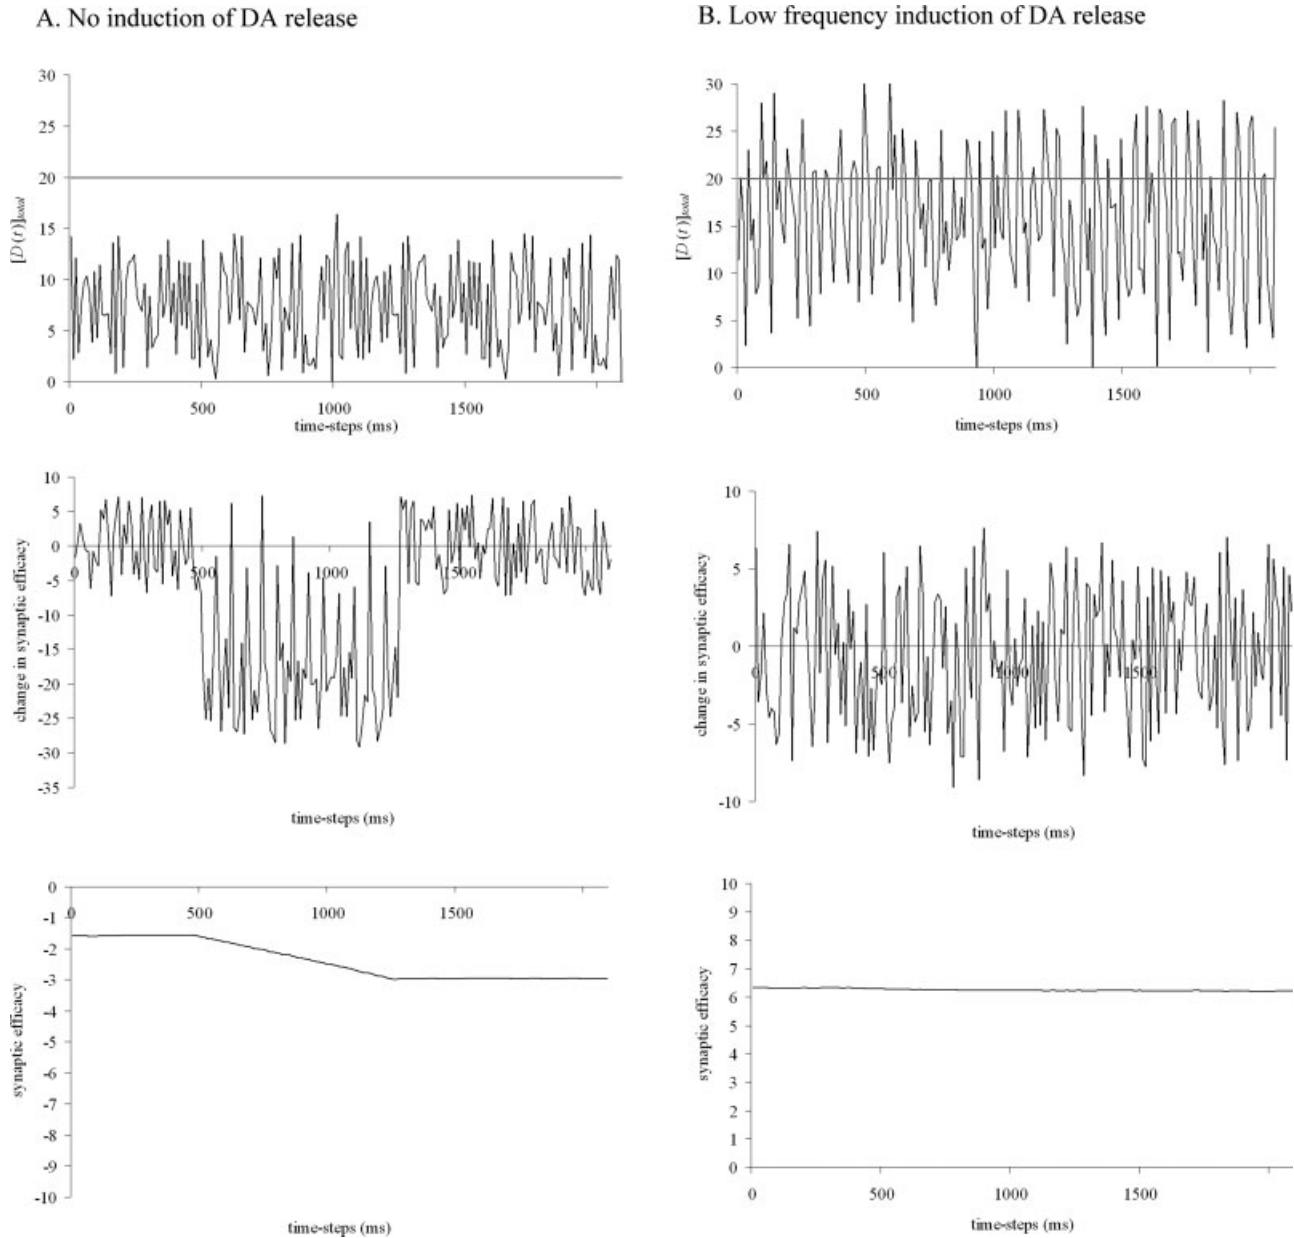 A. No induction of DA release
30
25
20
15
10
5
0
[D(t)]total
0 500 1000 1500
time-steps (ms)
10
5
0
-5
-10
-15
-20
-25
-30
-35
change in synaptic efficacy
0 500 1000 1500
time-steps (ms)
0
-1
-2
-3
-4
-5
-6
-7
-8
-9
-10
synaptic efficacy
0 500 1000 1500
time-steps (ms)
B. Low frequency induction of DA release
30
25
20
15
10
5
0
[D(t)]total
0 500 1000 1500
time-steps (ms)
10
5
0
-5
-10
change in synaptic efficacy
0 500 1000 1500
time-steps (ms)
10
9
8
7
6
5
4
3
2
1
0
synaptic efficacy
0 500 1000 1500
time-steps (ms)